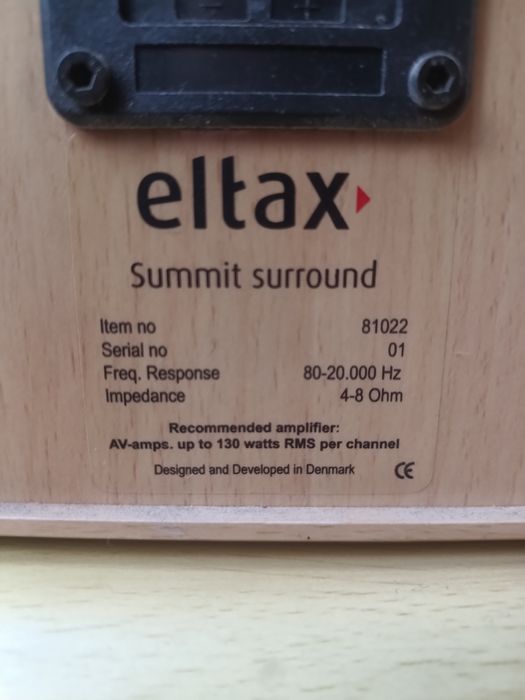 - +
eltax
Summit surround
Item no 81022
Serial no 01
Freq. Response 80-20.000 Hz
Impedance 4-8 Ohm
Recommended amplifier:
AV-amps. up to 130 watts RMS per channel
Designed and Developed in Denmark CE